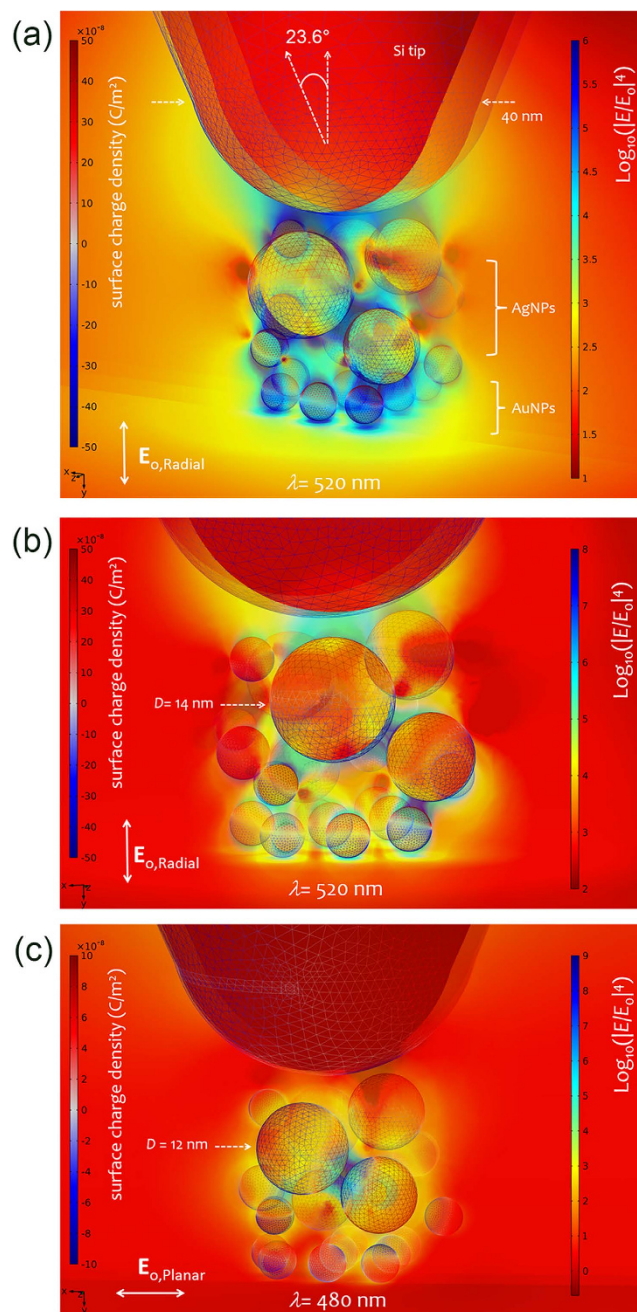 (a)
×10⁻⁸
50
40
30
20
10
0
-10
-20
-30
-40
-50
surface charge density (C/m²)
23.6°
Si tip
40 nm
AgNPs
AuNPs
6
5.5
5
4.5
4
3.5
3
2.5
2
1.5
1
Log₁₀(|E/E₀|⁴)
E₀,Radial
x
z
y
λ= 520 nm
(b)
×10⁻⁸
50
40
30
20
10
0
-10
-20
-30
-40
-50
surface charge density (C/m²)
D= 14 nm
8
7
6
5
4
3
2
Log₁₀(|E/E₀|⁴)
E₀,Radial
x
z
y
λ= 520 nm
(c)
×10⁻⁸
10
8
6
4
2
0
-2
-4
-6
-8
-10
surface charge density (C/m²)
D = 12 nm
9
8
7
6
5
4
3
2
1
0
Log₁₀(|E/E₀|⁴)
E₀,Planar
x
z
y
λ= 480 nm